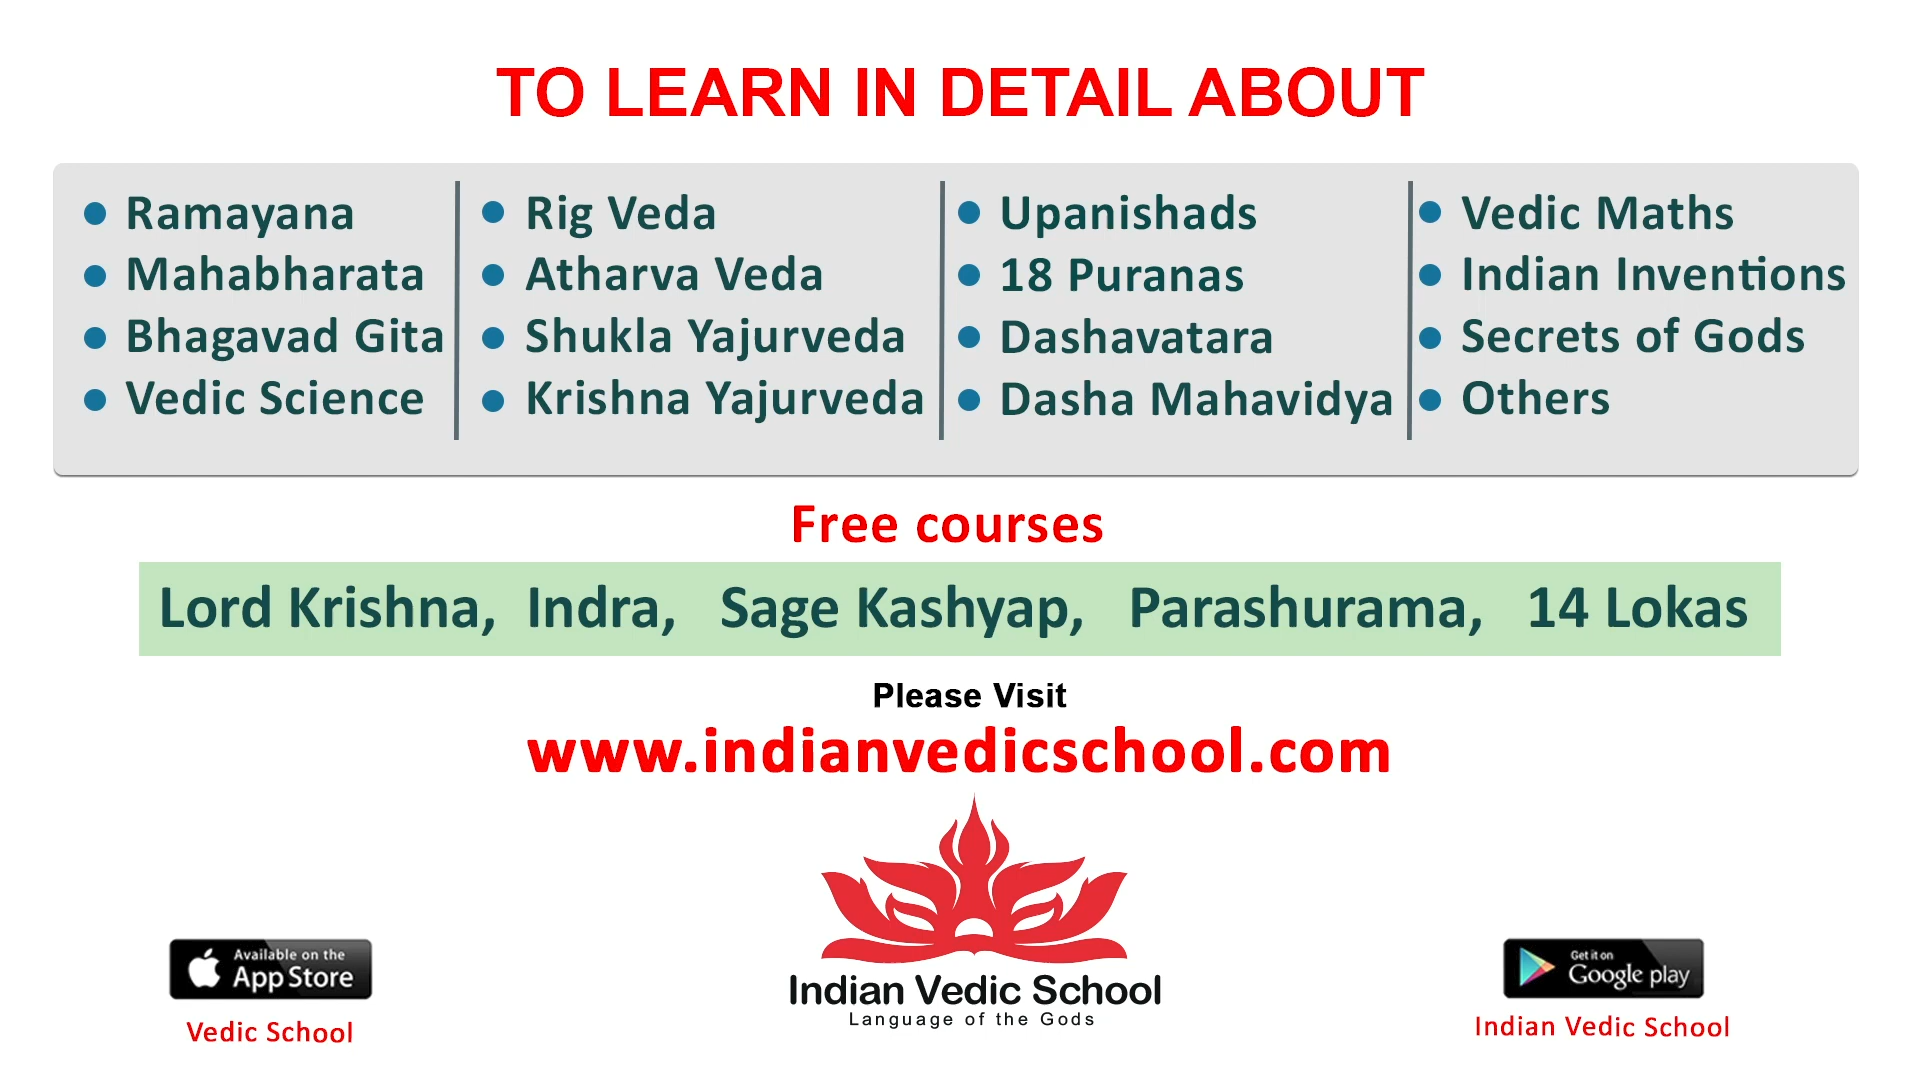 TO LEARN IN DETAIL ABOUT
Ramayana
Mahabharata
Bhagavad Gita
Vedic Science
Rig Veda
Atharva Veda
Shukla Yajurveda
Krishna Yajurveda
Upanishads
18 Puranas
Dashavatara
Dasha Mahavidya
Vedic Maths
Indian Inventions
Secrets of Gods
Others
Free courses
Lord Krishna, Indra, Sage Kashyap, Parashurama, 14 Lokas
Please Visit
www.indianvedicschool.com
Indian Vedic School
Language of the Gods
Available on the
App Store
Vedic School
Get it on
Google play
Indian Vedic School